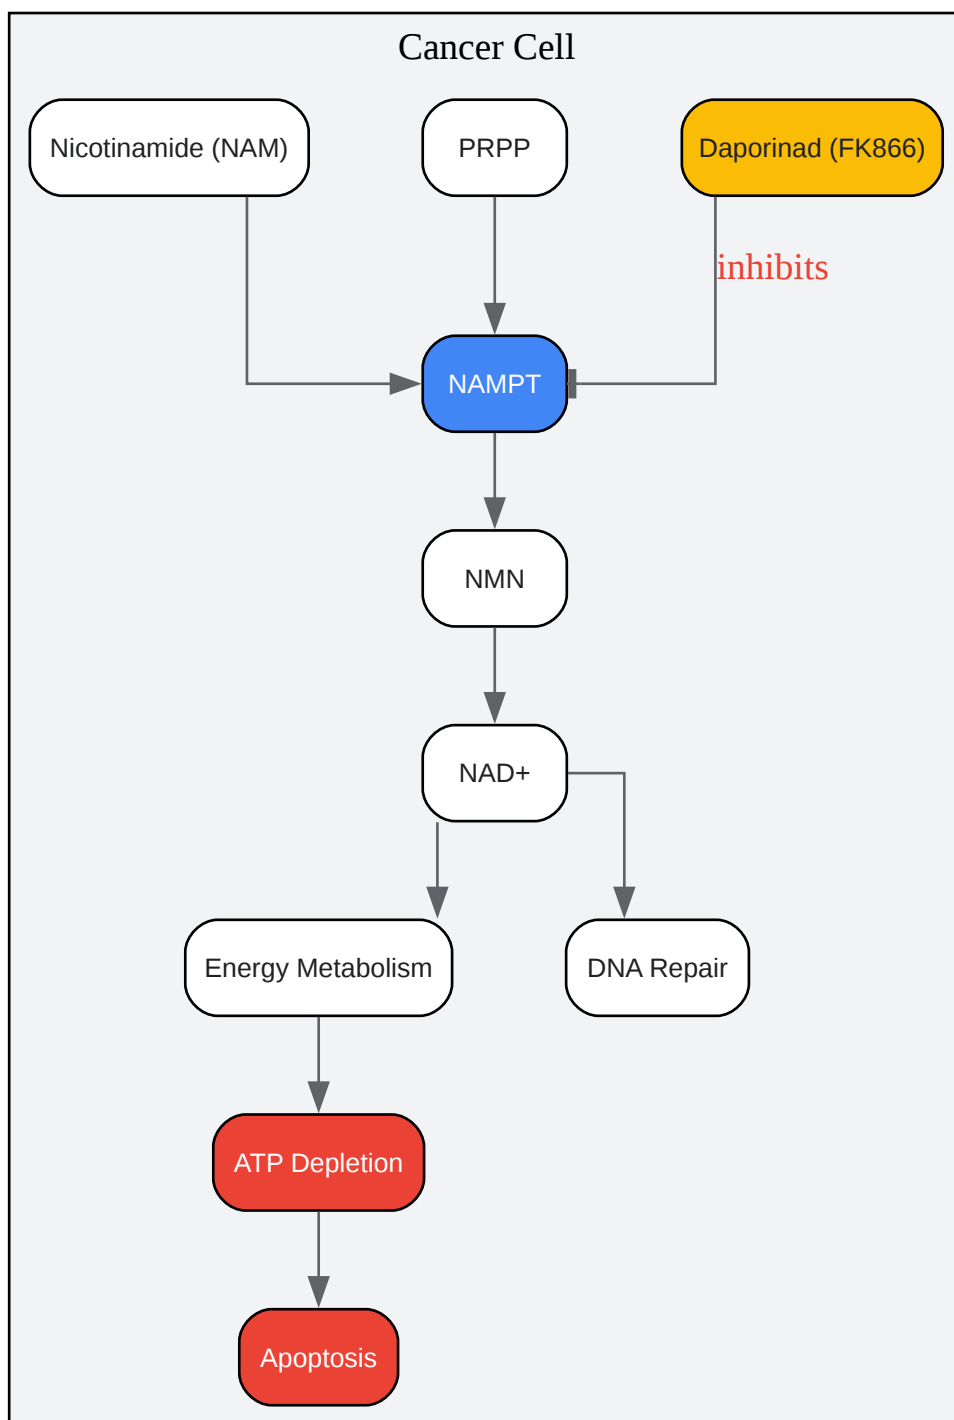 Cancer Cell
Nicotinamide (NAM)
PRPP
Daporinad (FK866)
inhibits
NAMPT
NMN
NAD+
Energy Metabolism
DNA Repair
ATP Depletion
Apoptosis